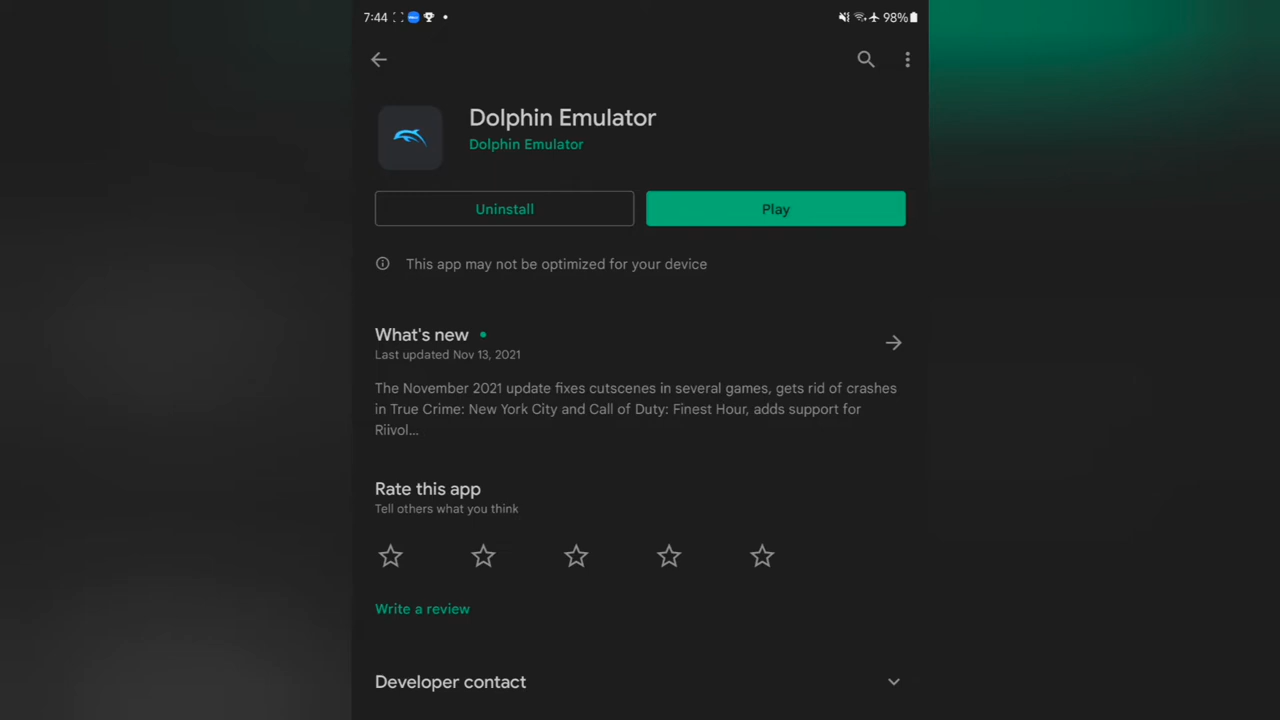 7:44
98%
Dolphin Emulator
Dolphin Emulator
Uninstall
Play
This app may not be optimized for your device
What's new
Last updated Nov 13, 2021
The November 2021 update fixes cutscenes in several games, gets rid of crashes
in True Crime: New York City and Call of Duty: Finest Hour, adds support for
Riivol...
Rate this app
Tell others what you think
Write a review
Developer contact